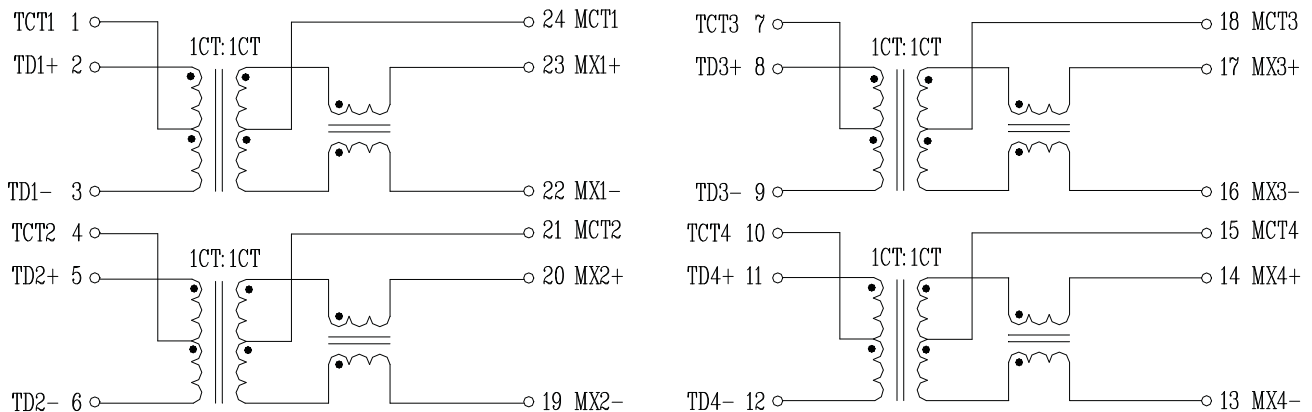 TCT1 1
1CT:1CT
24 MCT1
TD1+ 2
23 MX1+
TD1- 3
22 MX1-
TCT2 4
1CT:1CT
21 MCT2
TD2+ 5
20 MX2+
TD2- 6
19 MX2-
TCT3 7
1CT:1CT
18 MCT3
TD3+ 8
17 MX3+
TD3- 9
16 MX3-
TCT4 10
1CT:1CT
15 MCT4
TD4+ 11
14 MX4+
TD4- 12
13 MX4-